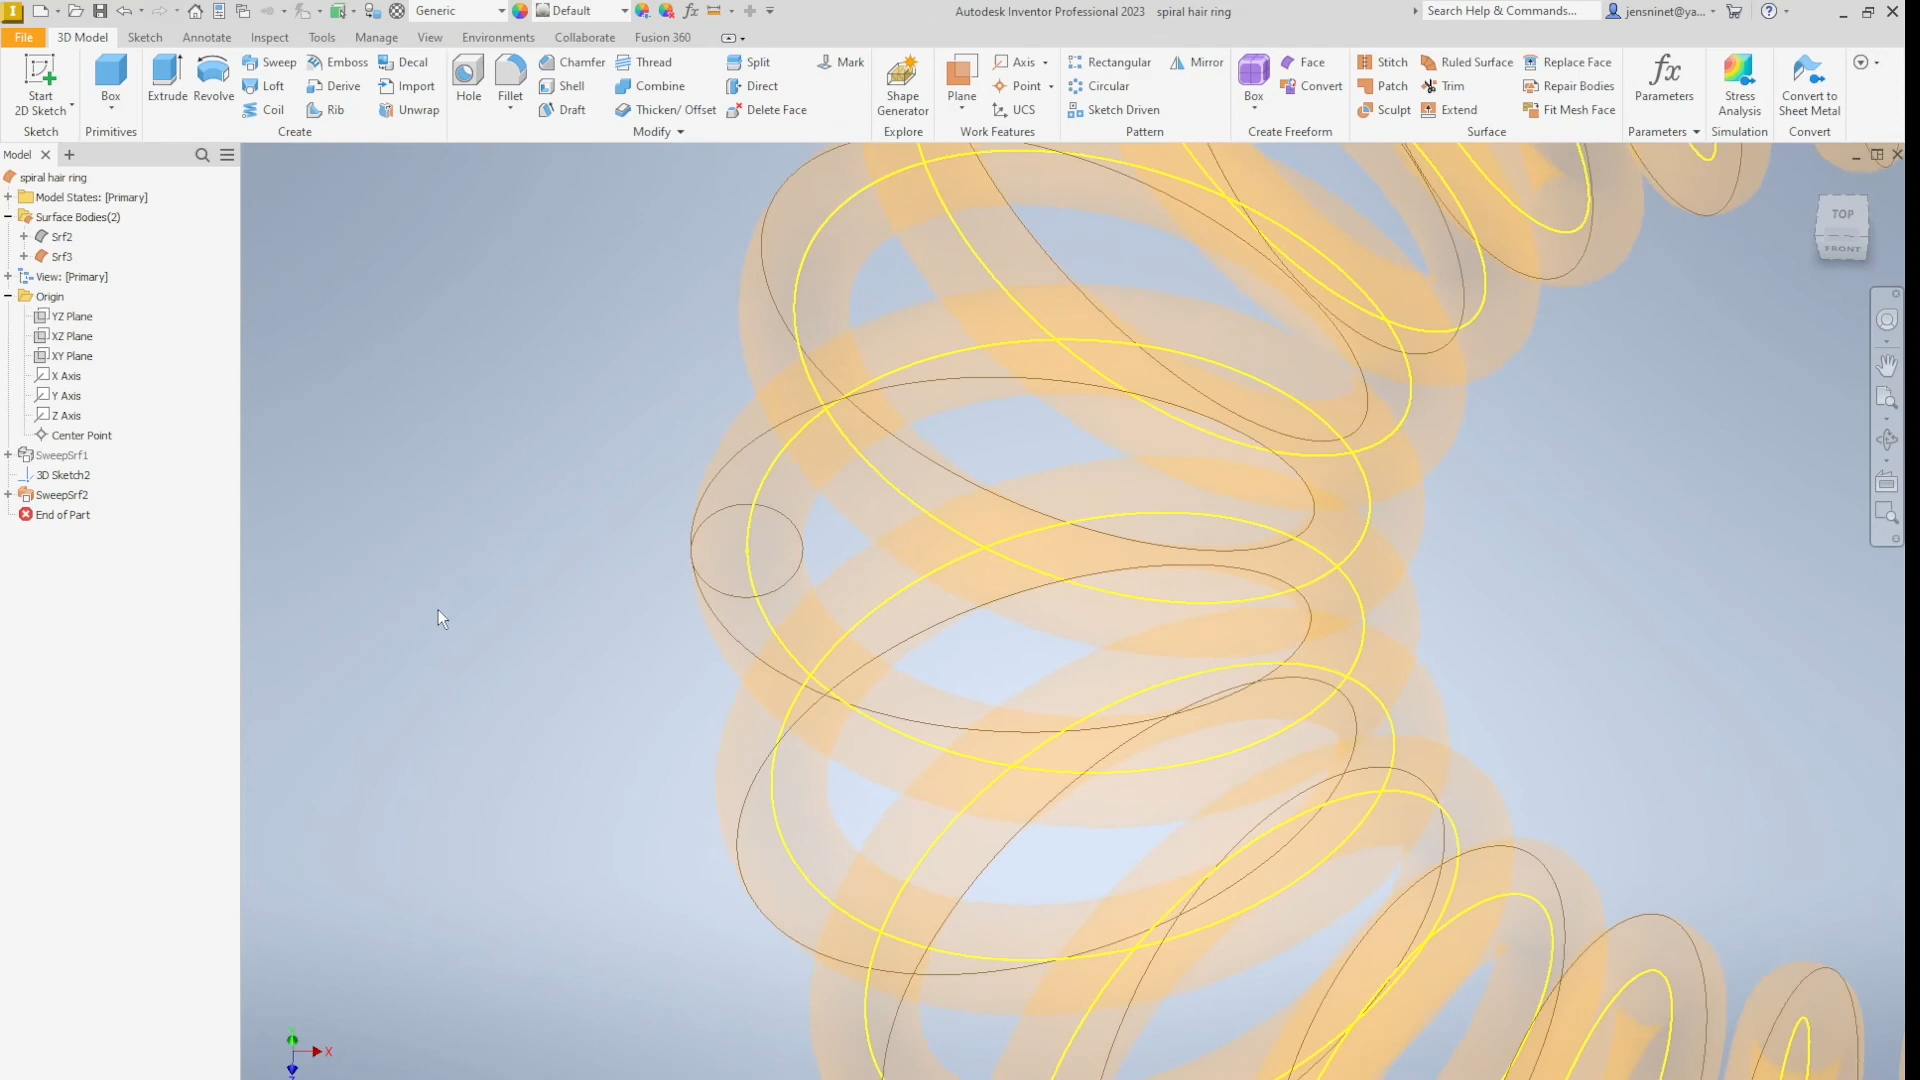 Generic
Default
Autodesk Inventor Professional 2023 spiral hair ring
Search Help & Commands...
jensninet@ya...
File
3D Model
Sketch
Annotate
Inspect
Tools
Manage
View
Environments
Collaborate
Fusion 360
Start
2D Sketch
Sketch
Box
Primitives
Extrude
Revolve
Sweep
Emboss
Decal
Loft
Derive
Import
Coil
Rib
Unwrap
Create
Hole
Fillet
Chamfer
Thread
Split
Shell
Combine
Direct
Draft
Thicken/ Offset
Delete Face
Modify
Mark
Shape
Generator
Explore
Plane
Axis
Point
UCS
Work Features
Rectangular
Mirror
Circular
Sketch Driven
Pattern
Box
Face
Convert
Create Freeform
Stitch
Ruled Surface
Replace Face
Patch
Trim
Repair Bodies
Sculpt
Extend
Fit Mesh Face
Surface
fx
Parameters
Parameters
Stress
Analysis
Simulation
Convert to
Sheet Metal
Convert
Model
spiral hair ring
Model States: [Primary]
Surface Bodies(2)
Srf2
Srf3
View: [Primary]
Origin
YZ Plane
XZ Plane
XY Plane
X Axis
Y Axis
Z Axis
Center Point
SweepSrf1
3D Sketch2
SweepSrf2
End of Part
TOP
FRONT
X